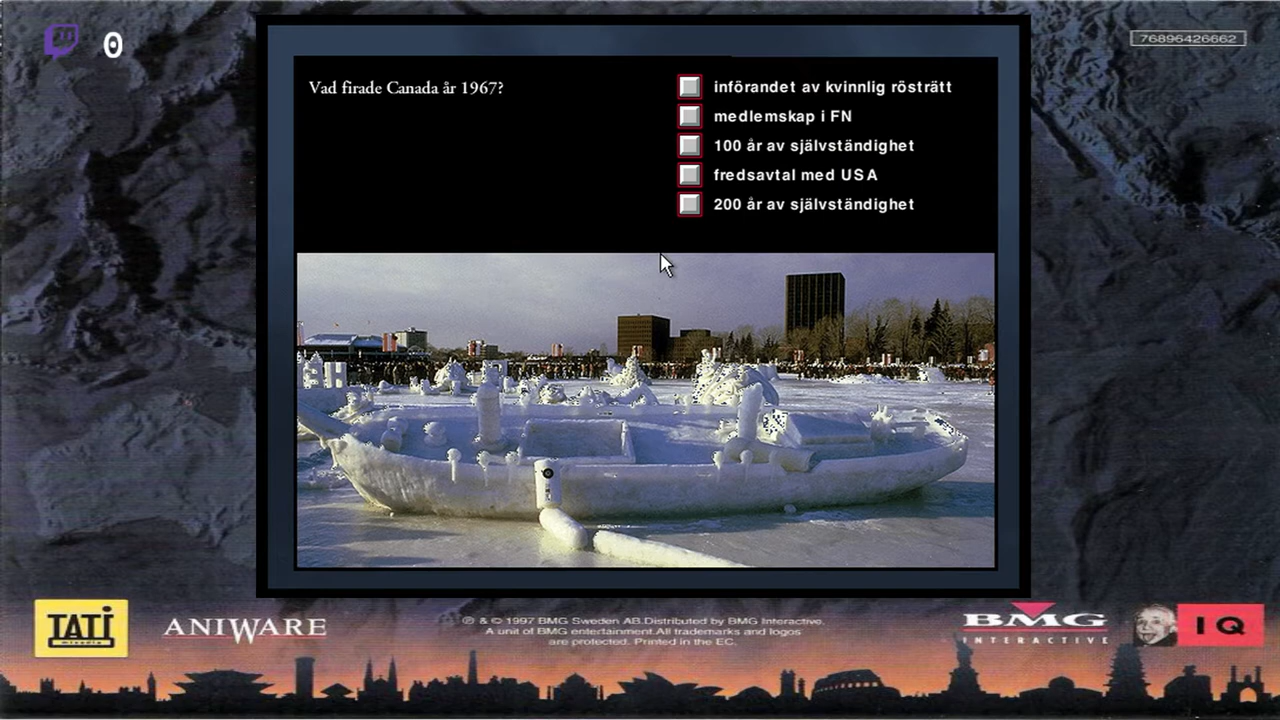 0
76896426662
Vad firade Canada år 1967?
införandet av kvinnlig rösträtt
medlemskap i FN
100 år av självständighet
fredsavtal med USA
200 år av självständighet
TATi
mixedia
ANIWARE
℗ & © 1997 BMG Sweden AB.Distributed by BMG Interactive.
A unit of BMG entertainment.All trademarks and logos
are protected. Printed in the EC.
BMG
INTERACTIVE
IQ